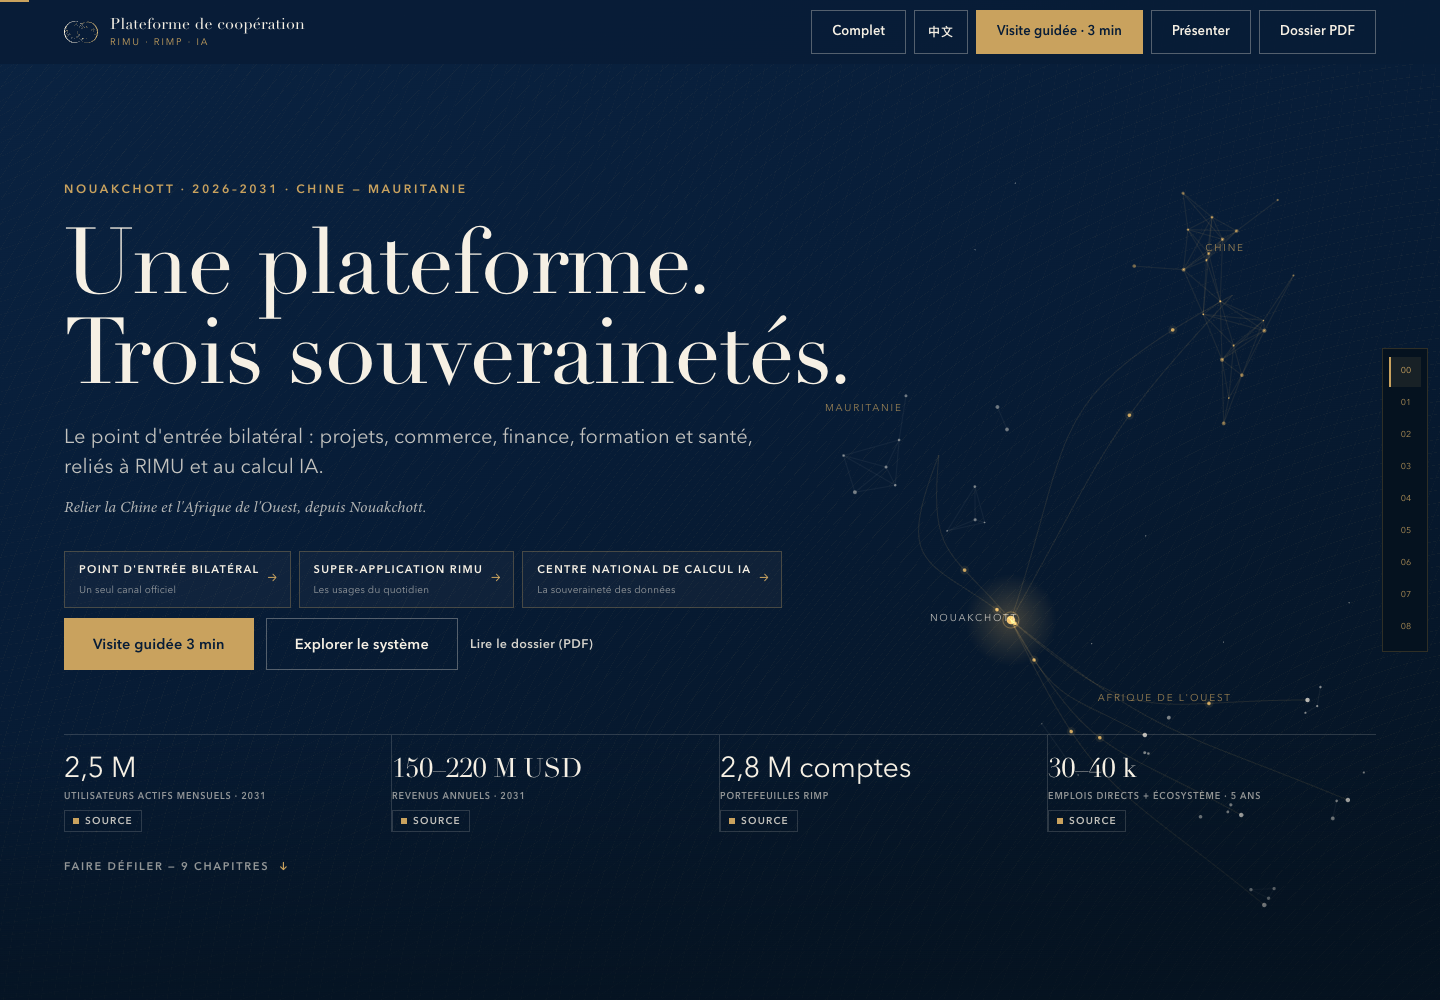 Plateforme de coopération
RIMU · RIMP · IA
Complet
中文
Visite guidée · 3 min
Présenter
Dossier PDF
NOUAKCHOTT · 2026–2031 · CHINE — MAURITANIE
Une plateforme.
Trois souverainetés.
Le point d'entrée bilatéral : projets, commerce, finance, formation et santé,
reliés à RIMU et au calcul IA.
Relier la Chine et l'Afrique de l'Ouest, depuis Nouakchott.
POINT D'ENTRÉE BILATÉRAL →
Un seul canal officiel
SUPER-APPLICATION RIMU →
Les usages du quotidien
CENTRE NATIONAL DE CALCUL IA →
La souveraineté des données
Visite guidée 3 min
Explorer le système
Lire le dossier (PDF)
CHINE
MAURITANIE
NOUAKCHOTT
AFRIQUE DE L'OUEST
00
01
02
03
04
05
06
07
08
2,5 M
UTILISATEURS ACTIFS MENSUELS · 2031
SOURCE
150–220 M USD
REVENUS ANNUELS · 2031
SOURCE
2,8 M comptes
PORTEFEUILLES RIMP
SOURCE
30–40 k
EMPLOIS DIRECTS + ÉCOSYSTÈME · 5 ANS
SOURCE
FAIRE DÉFILER — 9 CHAPITRES ↓